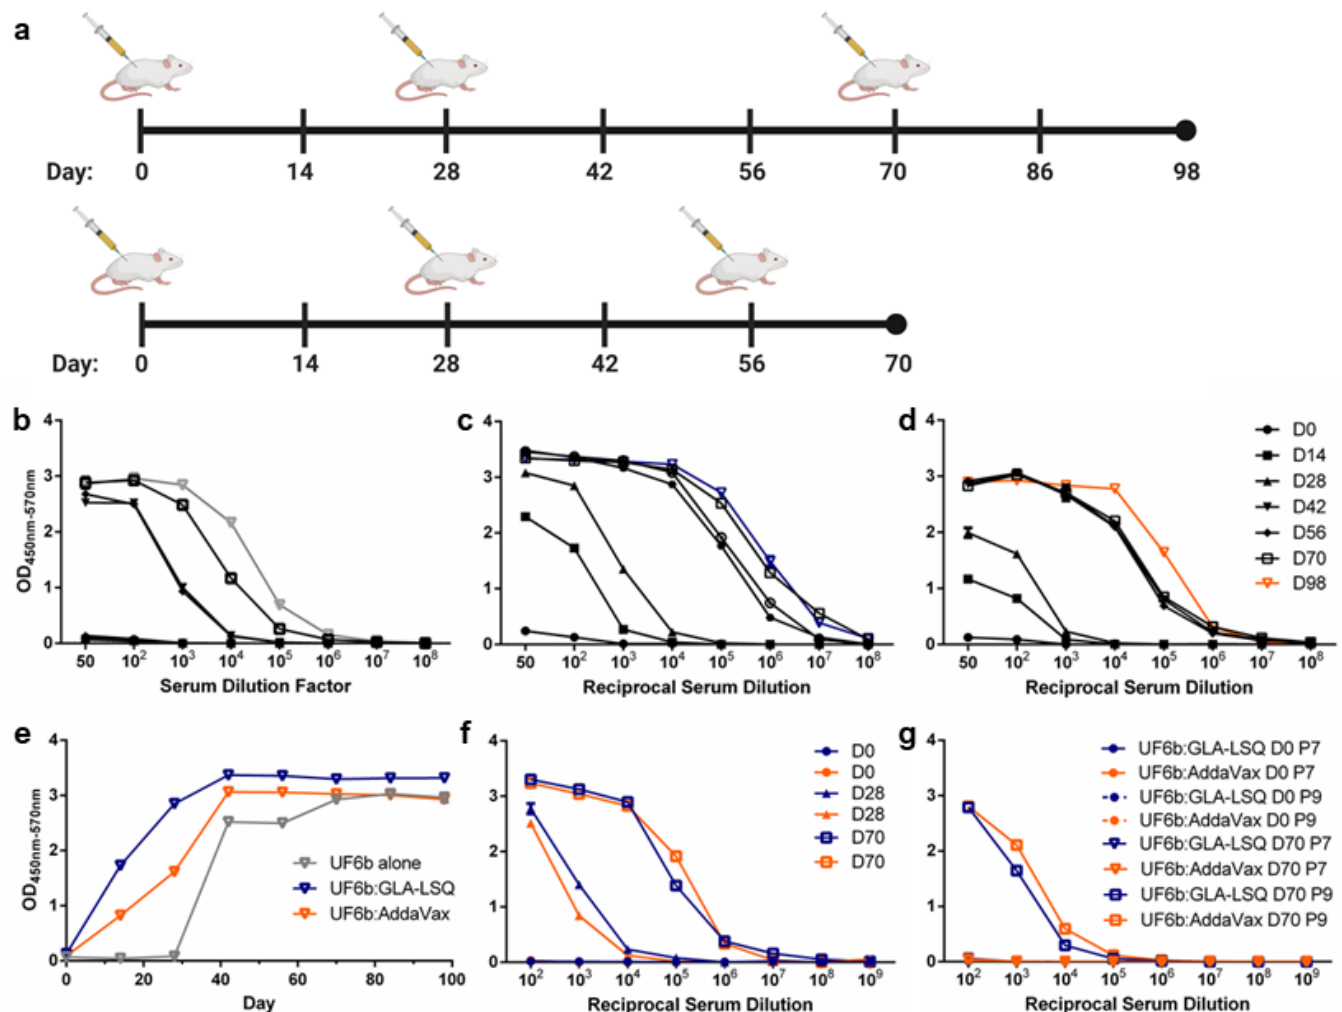 a
Day: 0 14 28 42 56 70 86 98
Day: 0 14 28 42 56 70
b
OD450nm-570nm
4
3
2
1
0
50 10² 10³ 10⁴ 10⁵ 10⁶ 10⁷ 10⁸
Serum Dilution Factor
c
4
3
2
1
0
50 10² 10³ 10⁴ 10⁵ 10⁶ 10⁷ 10⁸
Reciprocal Serum Dilution
d
4
3
2
1
0
50 10² 10³ 10⁴ 10⁵ 10⁶ 10⁷ 10⁸
Reciprocal Serum Dilution
D0
D14
D28
D42
D56
D70
D98
e
OD450nm-570nm
4
3
2
1
0
0 20 40 60 80 100
Day
UF6b alone
UF6b:GLA-LSQ
UF6b:AddaVax
f
4
3
2
1
0
10² 10³ 10⁴ 10⁵ 10⁶ 10⁷ 10⁸ 10⁹
Reciprocal Serum Dilution
D0
D0
D28
D28
D70
D70
g
4
3
2
1
0
10² 10³ 10⁴ 10⁵ 10⁶ 10⁷ 10⁸ 10⁹
Reciprocal Serum Dilution
UF6b:GLA-LSQ D0 P7
UF6b:AddaVax D0 P7
UF6b:GLA-LSQ D0 P9
UF6b:AddaVax D0 P9
UF6b:GLA-LSQ D70 P7
UF6b:AddaVax D70 P7
UF6b:GLA-LSQ D70 P9
UF6b:AddaVax D70 P9